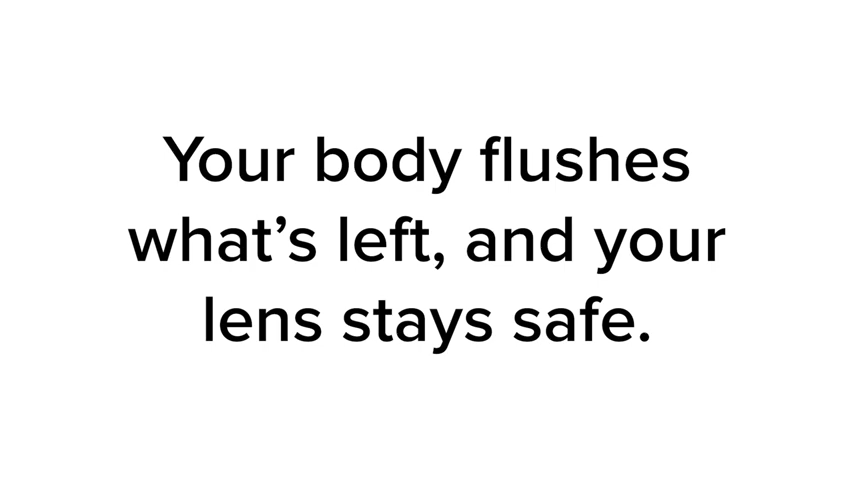 Your body flushes
what’s left, and your
lens stays safe.